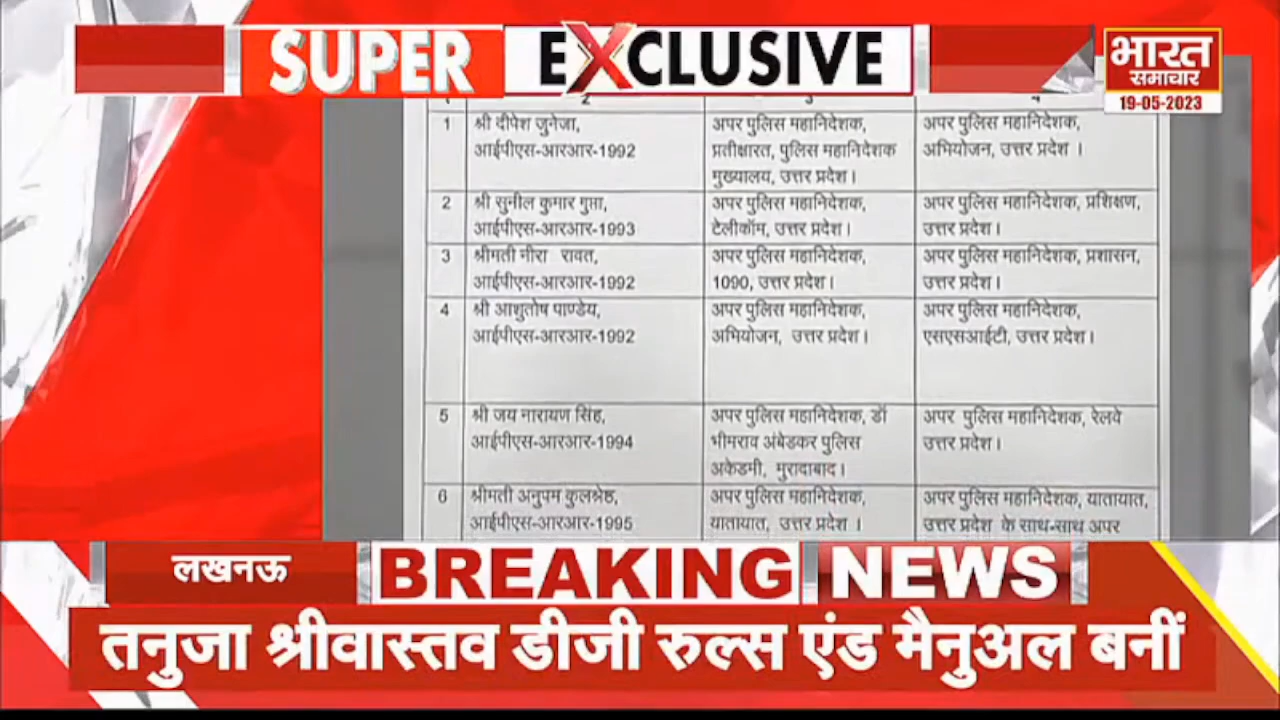 SUPER EXCLUSIVE
भारत
समाचार
19-05-2023
2 3 4
1 श्री दीपेश जुनेजा, अपर पुलिस महानिदेशक, अपर पुलिस महानिदेशक,
आईपीएस-आरआर-1992 प्रतीक्षारत, पुलिस महानिदेशक अभियोजन, उत्तर प्रदेश ।
मुख्यालय, उत्तर प्रदेश।
2 श्री सुनील कुमार गुप्ता, अपर पुलिस महानिदेशक, अपर पुलिस महानिदेशक, प्रशिक्षण,
आईपीएस-आरआर-1993 टेलीकॉम, उत्तर प्रदेश। उत्तर प्रदेश।
3 श्रीमती नीरा रावत, अपर पुलिस महानिदेशक, अपर पुलिस महानिदेशक, प्रशासन,
आईपीएस-आरआर-1992 1090, उत्तर प्रदेश। उत्तर प्रदेश।
4 श्री आशुतोष पाण्डेय, अपर पुलिस महानिदेशक, अपर पुलिस महानिदेशक,
आईपीएस-आरआर-1992 अभियोजन, उत्तर प्रदेश। एसएसआईटी, उत्तर प्रदेश।
5 श्री जय नारायण सिंह, अपर पुलिस महानिदेशक, डॉ अपर पुलिस महानिदेशक, रेलवे
आईपीएस-आरआर-1994 भीमराव अंबेडकर पुलिस उत्तर प्रदेश।
अकेडमी, मुरादाबाद।
6 श्रीमती अनुपम कुलश्रेष्ठ, अपर पुलिस महानिदेशक, अपर पुलिस महानिदेशक, यातायात,
आईपीएस-आरआर-1995 यातायात, उत्तर प्रदेश । उत्तर प्रदेश के साथ-साथ अपर
लखनऊ BREAKING NEWS
तनुजा श्रीवास्तव डीजी रुल्स एंड मैनुअल बनीं